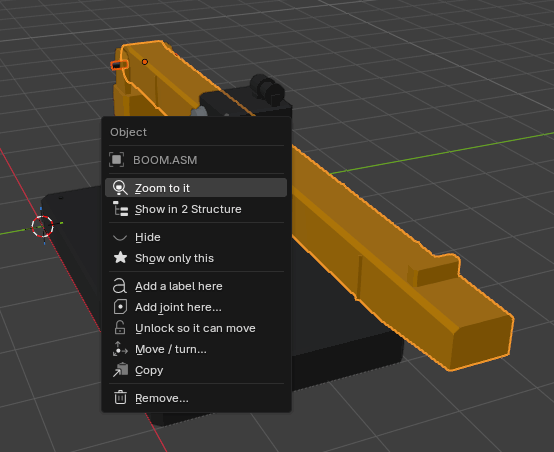 Object
BOOM.ASM
Zoom to it
Show in 2 Structure
Hide
Show only this
Add a label here
Add joint here...
Unlock so it can move
Move / turn...
Copy
Remove...